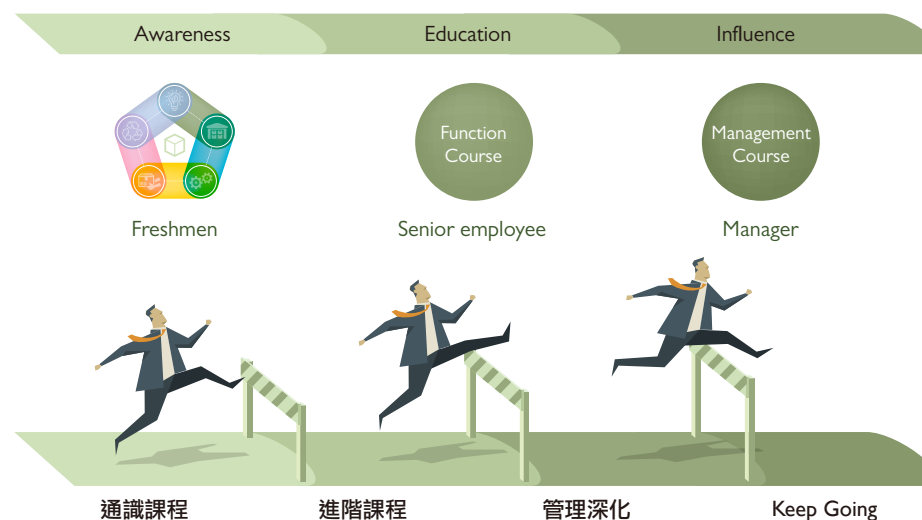 Awareness
Education
Influence
Function
Course
Management
Course
Freshmen
Senior employee
Manager
通識課程
進階課程
管理深化
Keep Going